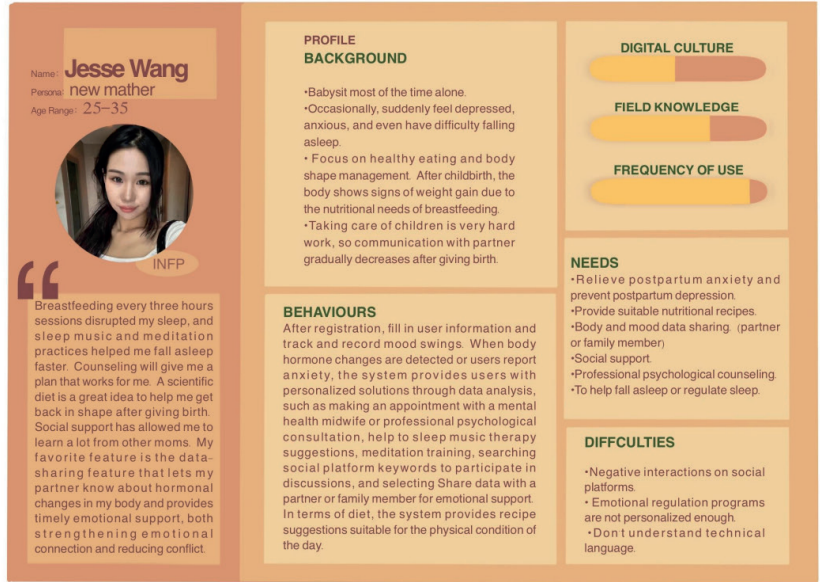 Name: Jesse Wang
Persona: new mather
Age Range: 25–35
INFP
“
Breastfeeding every three hours
sessions disrupted my sleep, and
sleep music and meditation
practices helped me fall asleep
faster. Counseling will give me a
plan that works for me. A scientific
diet is a great idea to help me get
back in shape after giving birth.
Social support has allowed me to
learn a lot from other moms. My
favorite feature is the data-
sharing feature that lets my
partner know about hormonal
changes in my body and provides
timely emotional support, both
strengthening emotional
connection and reducing conflict.
PROFILE
BACKGROUND
•Babysit most of the time alone.
•Occasionally, suddenly feel depressed,
anxious, and even have difficulty falling
asleep.
• Focus on healthy eating and body
shape management. After childbirth, the
body shows signs of weight gain due to
the nutritional needs of breastfeeding.
•Taking care of children is very hard
work, so communication with partner
gradually decreases after giving birth.
BEHAVIOURS
After registration, fill in user information and
track and record mood swings. When body
hormone changes are detected or users report
anxiety, the system provides users with
personalized solutions through data analysis,
such as making an appointment with a mental
health midwife or professional psychological
consultation, help to sleep music therapy
suggestions, meditation training, searching
social platform keywords to participate in
discussions, and selecting Share data with a
partner or family member for emotional support.
In terms of diet, the system provides recipe
suggestions suitable for the physical condition of
the day.
DIGITAL CULTURE
FIELD KNOWLEDGE
FREQUENCY OF USE
NEEDS
•Relieve postpartum anxiety and
prevent postpartum depression.
•Provide suitable nutritional recipes.
•Body and mood data sharing. (partner
or family member)
•Social support.
•Professional psychological counseling.
•To help fall asleep or regulate sleep.
DIFFCULTIES
•Negative interactions on social
platforms.
• Emotional regulation programs
are not personalized enough.
•Don t understand technical
language.